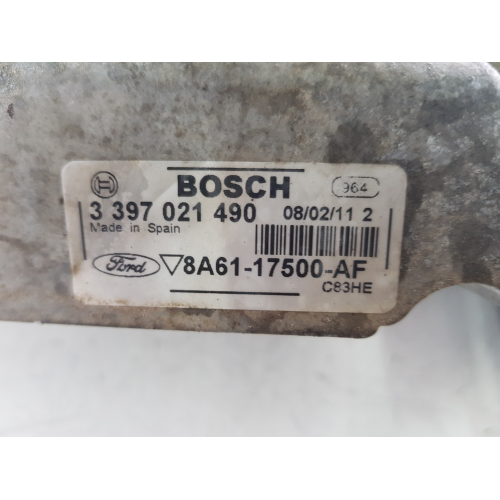 BOSCH 964
3 397 021 490 08/02/11 2
Made in Spain
Ford ▽8A61-17500-AF
C83HE